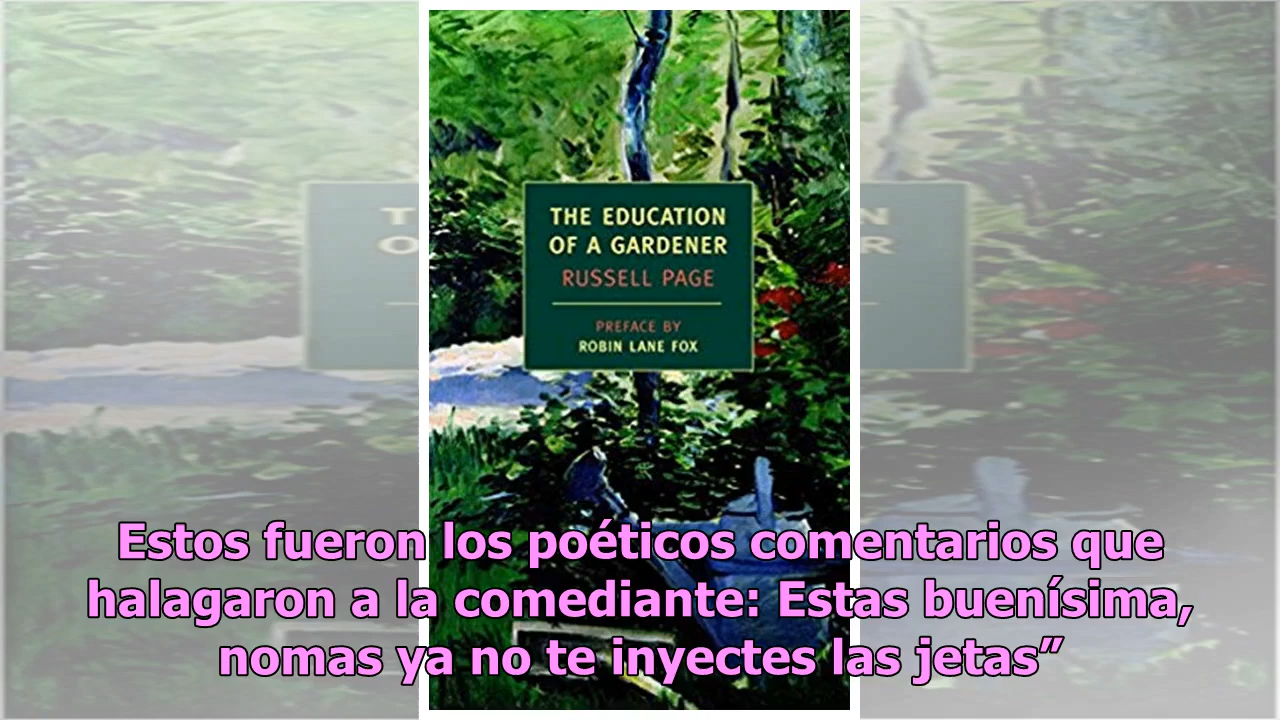 THE EDUCATION
OF A GARDENER
RUSSELL PAGE
PREFACE BY
ROBIN LANE FOX
Estos fueron los poéticos comentarios que
halagaron a la comediante: Estas buenísima,
nomas ya no te inyectes las jetas”